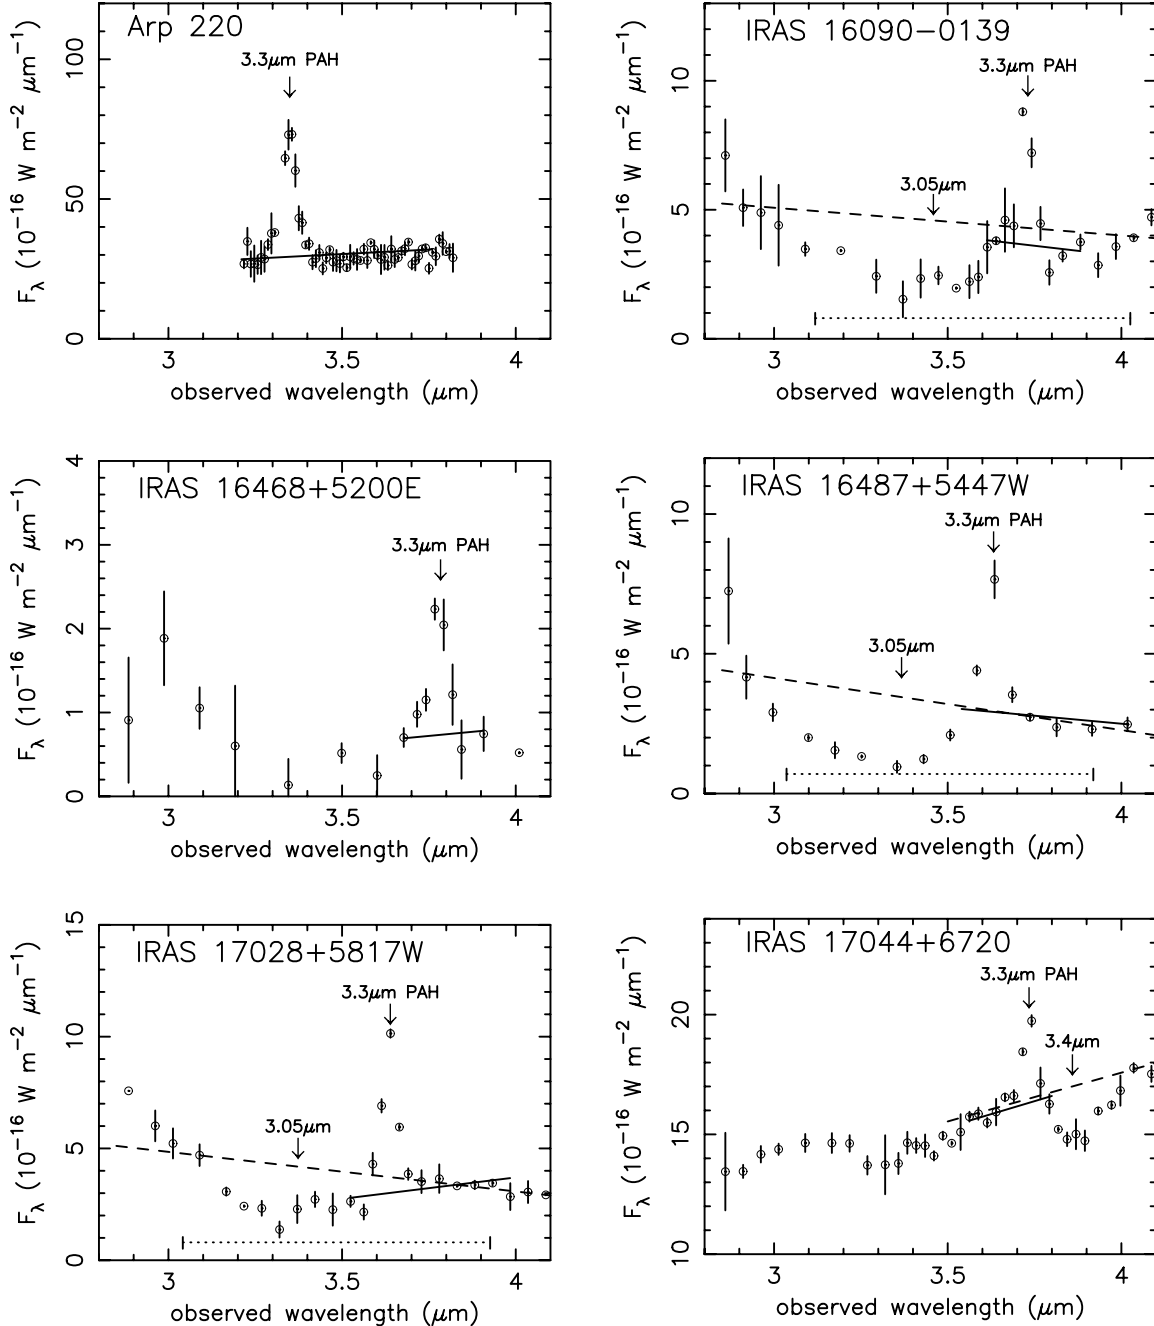 Arp 220
3.3μm PAH
100
50
0
F_λ (10⁻¹⁶ W m⁻² μm⁻¹)
3
3.5
4
observed wavelength (μm)
IRAS 16090−0139
3.3μm PAH
3.05μm
10
5
0
F_λ (10⁻¹⁶ W m⁻² μm⁻¹)
3
3.5
4
observed wavelength (μm)
IRAS 16468+5200E
3.3μm PAH
4
3
2
1
0
F_λ (10⁻¹⁶ W m⁻² μm⁻¹)
3
3.5
4
observed wavelength (μm)
IRAS 16487+5447W
3.3μm PAH
3.05μm
10
5
0
F_λ (10⁻¹⁶ W m⁻² μm⁻¹)
3
3.5
4
observed wavelength (μm)
IRAS 17028+5817W
3.3μm PAH
3.05μm
15
10
5
0
F_λ (10⁻¹⁶ W m⁻² μm⁻¹)
3
3.5
4
observed wavelength (μm)
IRAS 17044+6720
3.3μm PAH
3.4μm
20
15
10
F_λ (10⁻¹⁶ W m⁻² μm⁻¹)
3
3.5
4
observed wavelength (μm)